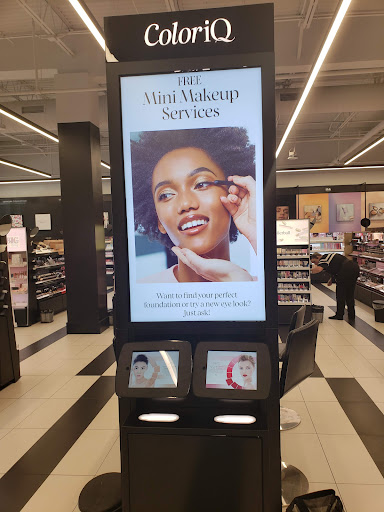 ColoriQ
FREE
Mini Makeup
Services
Want to find your perfect
foundation or try a new eye look?
Just ask!